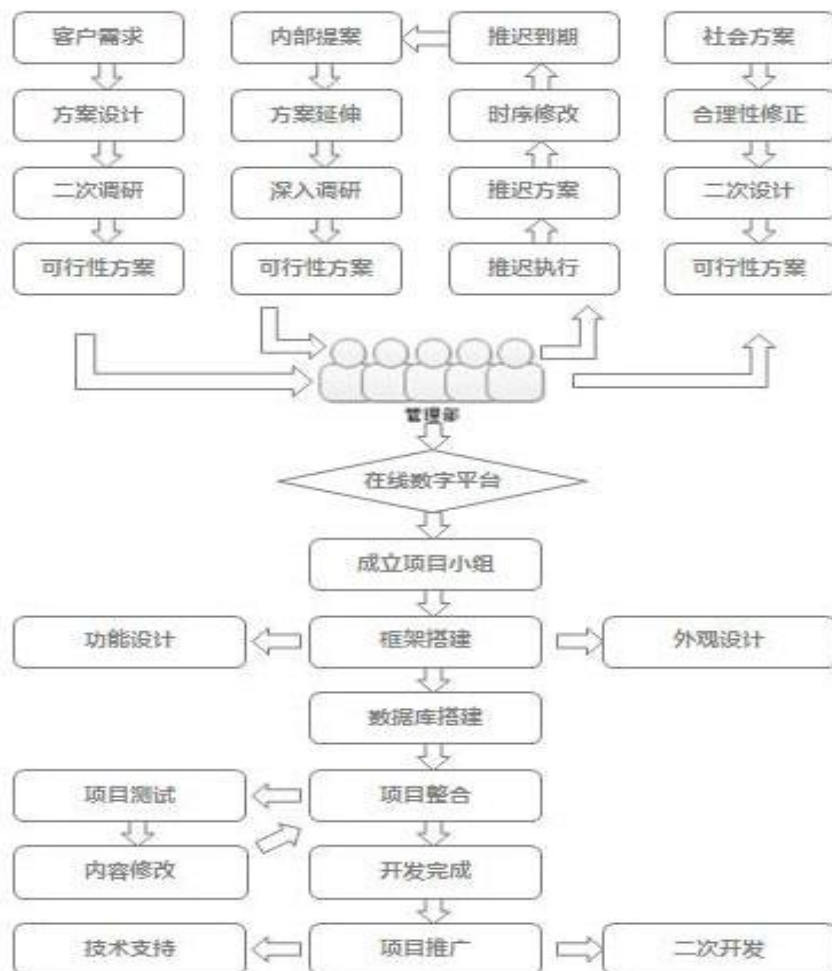 客户需求 内部提案 推迟到期 社会方案
方案设计 方案延伸 时序修改 合理性修正
二次调研 深入调研 推迟方案 二次设计
可行性方案 可行性方案 推迟执行 可行性方案
管理部
在线数字平台
成立项目小组
功能设计 框架搭建 外观设计
数据库搭建
项目测试 项目整合
内容修改 开发完成
技术支持 项目推广 二次开发